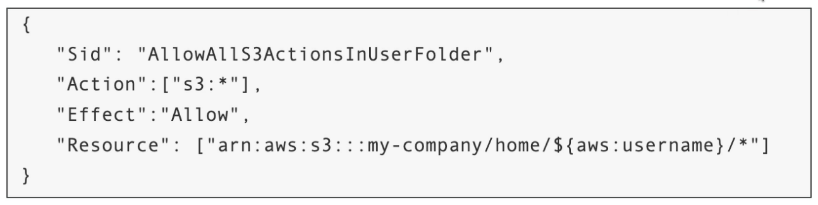 {
"Sid": "AllowAllS3ActionsInUserFolder",
"Action":["s3:*"],
"Effect":"Allow",
"Resource": ["arn:aws:s3:::my-company/home/${aws:username}/*"]
}